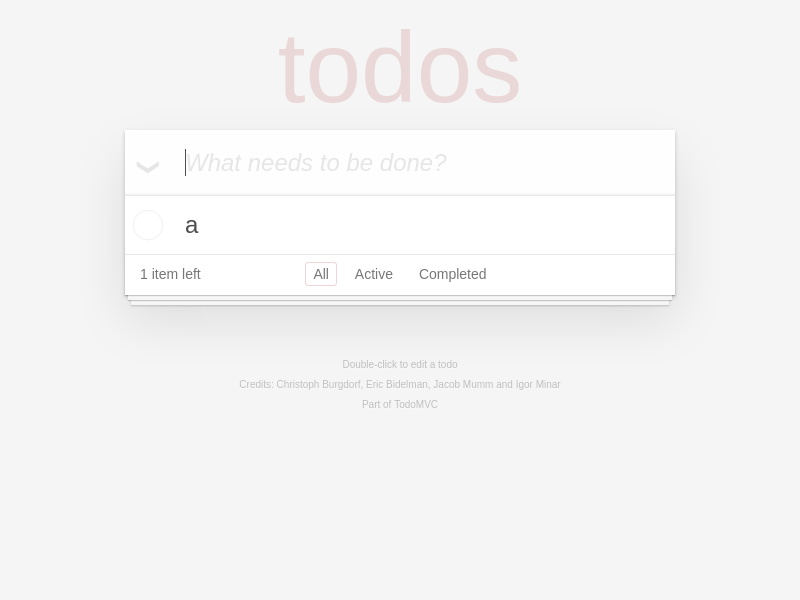 todos
What needs to be done?
a
1 item left All Active Completed
Double-click to edit a todo
Credits: Christoph Burgdorf, Eric Bidelman, Jacob Mumm and Igor Minar
Part of TodoMVC